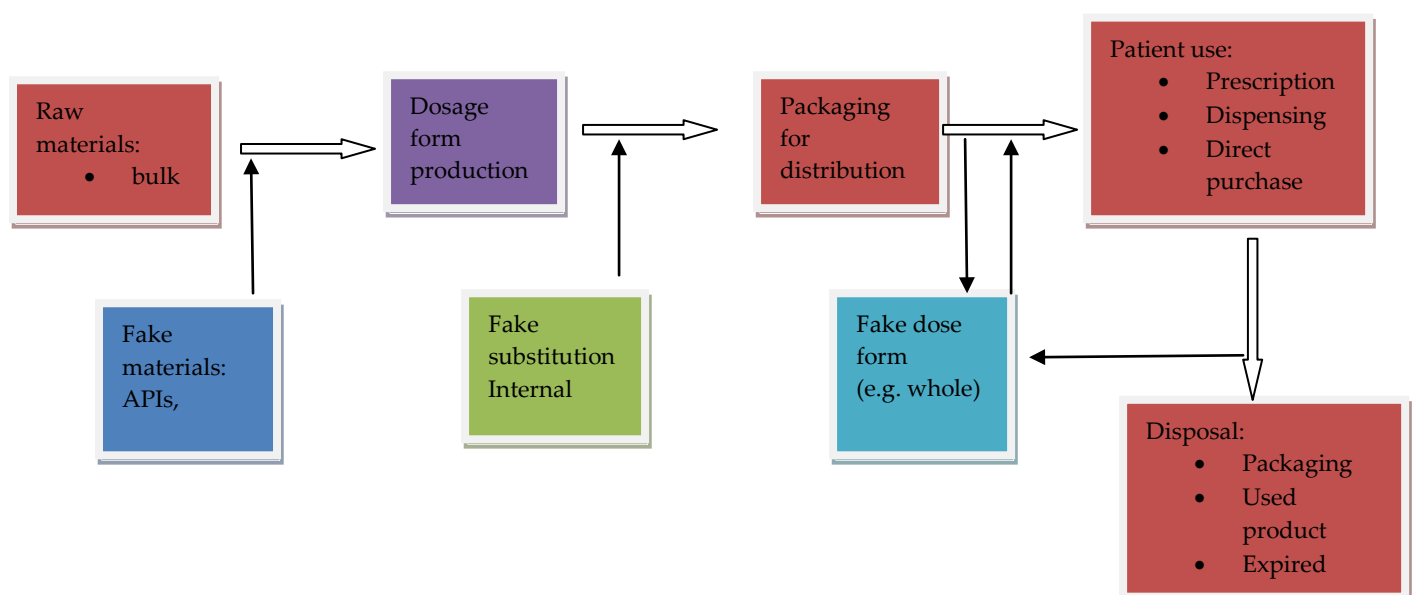 Raw
materials:
• bulk
Dosage
form
production
Packaging
for
distribution
Patient use:
• Prescription
• Dispensing
• Direct
purchase
Fake
materials:
APIs,
Fake
substitution
Internal
Fake dose
form
(e.g. whole)
Disposal:
• Packaging
• Used
product
• Expired